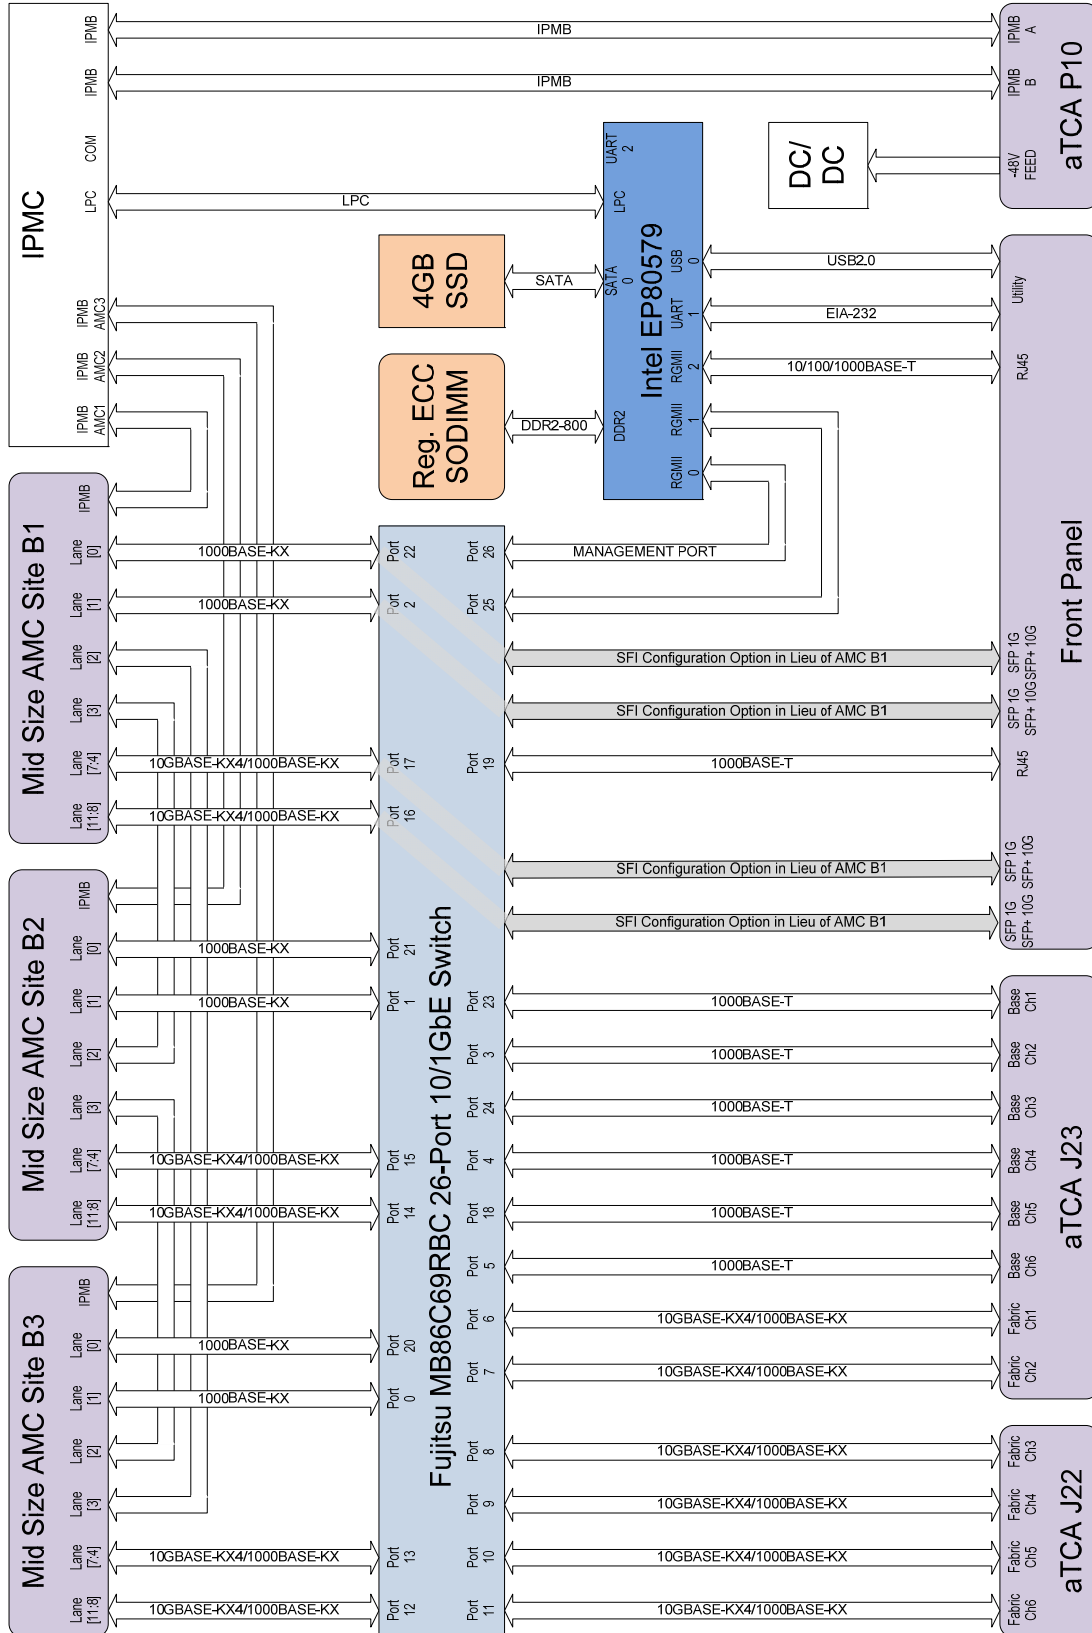 IPMC
IPMB
IPMB
COM
LPC
IPMB
AMC3
IPMB
AMC2
IPMB
AMC1
IPMB
IPMB
LPC
aTCA P10
IPMB
A
IPMB
B
-48V
FEED
DC/
DC
Intel EP80579
UART
2
LPC
SATA
0
DDR2
USB
0
UART
1
RGMII
2
RGMII
1
RGMII
0
4GB
SSD
SATA
Reg. ECC
SODIMM
DDR2-800
USB2.0
EIA-232
10/100/1000BASE-T
Front Panel
Utility
RJ45
SFP 1G
SFP+ 10G
SFP 1G
SFP+ 10G
RJ45
SFP 1G
SFP+ 10G
SFP 1G
SFP+ 10G
MANAGEMENT PORT
SFI Configuration Option in Lieu of AMC B1
SFI Configuration Option in Lieu of AMC B1
1000BASE-T
SFI Configuration Option in Lieu of AMC B1
SFI Configuration Option in Lieu of AMC B1
Mid Size AMC Site B1
IPMB
Lane
[0]
Lane
[1]
Lane
[2]
Lane
[3]
Lane
[7:4]
Lane
[11:8]
1000BASE-KX
1000BASE-KX
10GBASE-KX4/1000BASE-KX
10GBASE-KX4/1000BASE-KX
Mid Size AMC Site B2
IPMB
Lane
[0]
Lane
[1]
Lane
[2]
Lane
[3]
Lane
[7:4]
Lane
[11:8]
1000BASE-KX
1000BASE-KX
10GBASE-KX4/1000BASE-KX
10GBASE-KX4/1000BASE-KX
Mid Size AMC Site B3
IPMB
Lane
[0]
Lane
[1]
Lane
[2]
Lane
[3]
Lane
[7:4]
Lane
[11:8]
1000BASE-KX
1000BASE-KX
10GBASE-KX4/1000BASE-KX
10GBASE-KX4/1000BASE-KX
Fujitsu MB86C69RBC 26-Port 10/1GbE Switch
Port
22
Port
2
Port
17
Port
16
Port
21
Port
1
Port
15
Port
14
Port
20
Port
0
Port
13
Port
12
Port
26
Port
25
Port
19
Port
23
Port
3
Port
24
Port
4
Port
18
Port
5
Port
6
Port
7
Port
8
Port
9
Port
10
Port
11
1000BASE-T
1000BASE-T
1000BASE-T
1000BASE-T
1000BASE-T
1000BASE-T
10GBASE-KX4/1000BASE-KX
10GBASE-KX4/1000BASE-KX
10GBASE-KX4/1000BASE-KX
10GBASE-KX4/1000BASE-KX
10GBASE-KX4/1000BASE-KX
10GBASE-KX4/1000BASE-KX
aTCA J23
Base
Ch1
Base
Ch2
Base
Ch3
Base
Ch4
Base
Ch5
Base
Ch6
Fabric
Ch1
Fabric
Ch2
aTCA J22
Fabric
Ch3
Fabric
Ch4
Fabric
Ch5
Fabric
Ch6